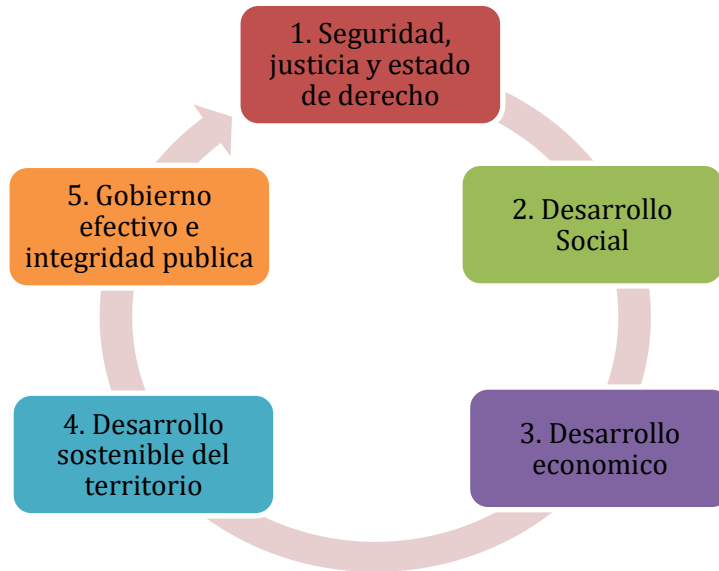 1. Seguridad,
justicia y estado
de derecho
2. Desarrollo
Social
3. Desarrollo
economico
4. Desarrollo
sostenible del
territorio
5. Gobierno
efectivo e
integridad publica